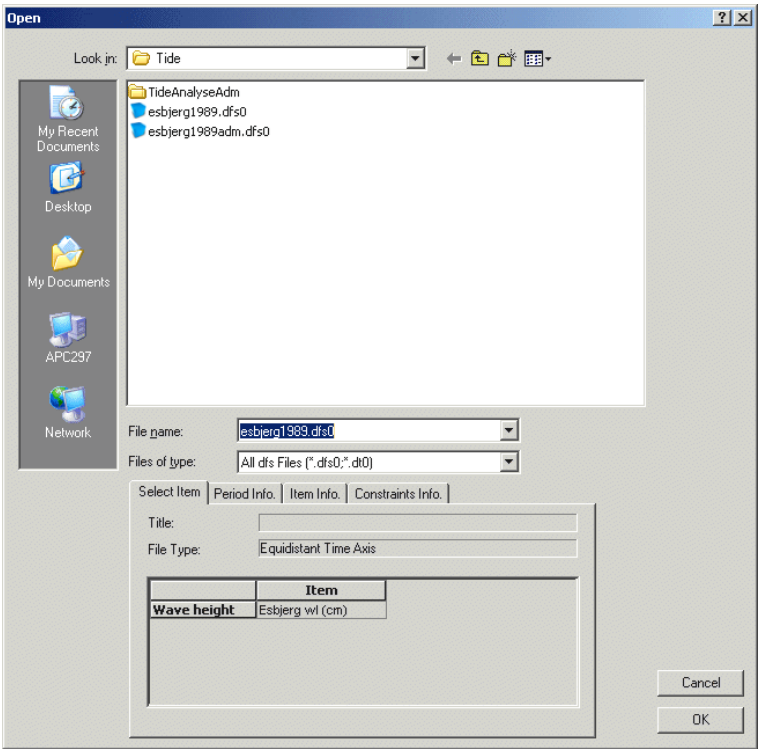 Open
Look in:
Tide
TideAnalyseAdm
esbjerg1989.dfs0
esbjerg1989adm.dfs0
My Recent
Documents
Desktop
My Documents
APC297
Network
File name:
esbjerg1989.dfs0
Files of type:
All dfs Files (*.dfs0;*.dt0)
Select Item Period Info. Item Info. Constraints Info.
Title:
File Type:
Equidistant Time Axis
Item
Wave height Esbjerg wl (cm)
Cancel
OK